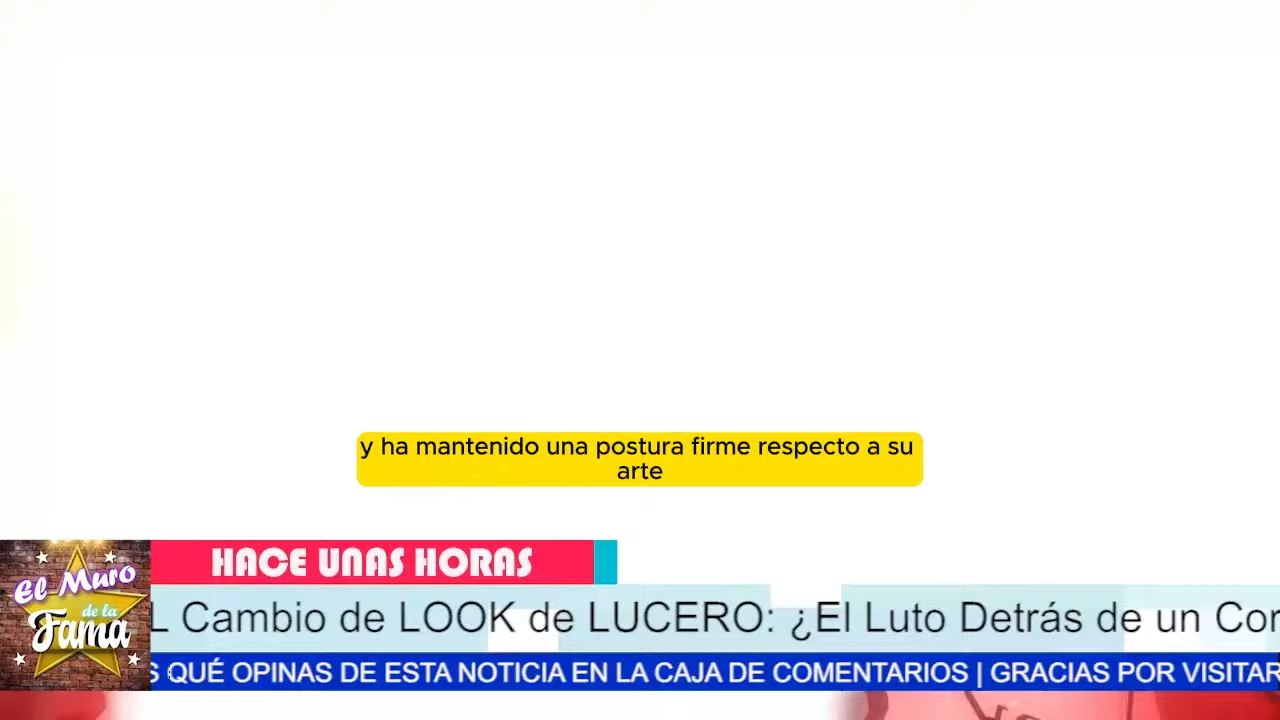 y ha mantenido una postura firme respecto a su
arte
HACE UNAS HORAS
El Muro
de la
Fama
L Cambio de LOOK de LUCERO: ¿El Luto Detrás de un Cor
S QUÉ OPINAS DE ESTA NOTICIA EN LA CAJA DE COMENTARIOS | GRACIAS POR VISITAR